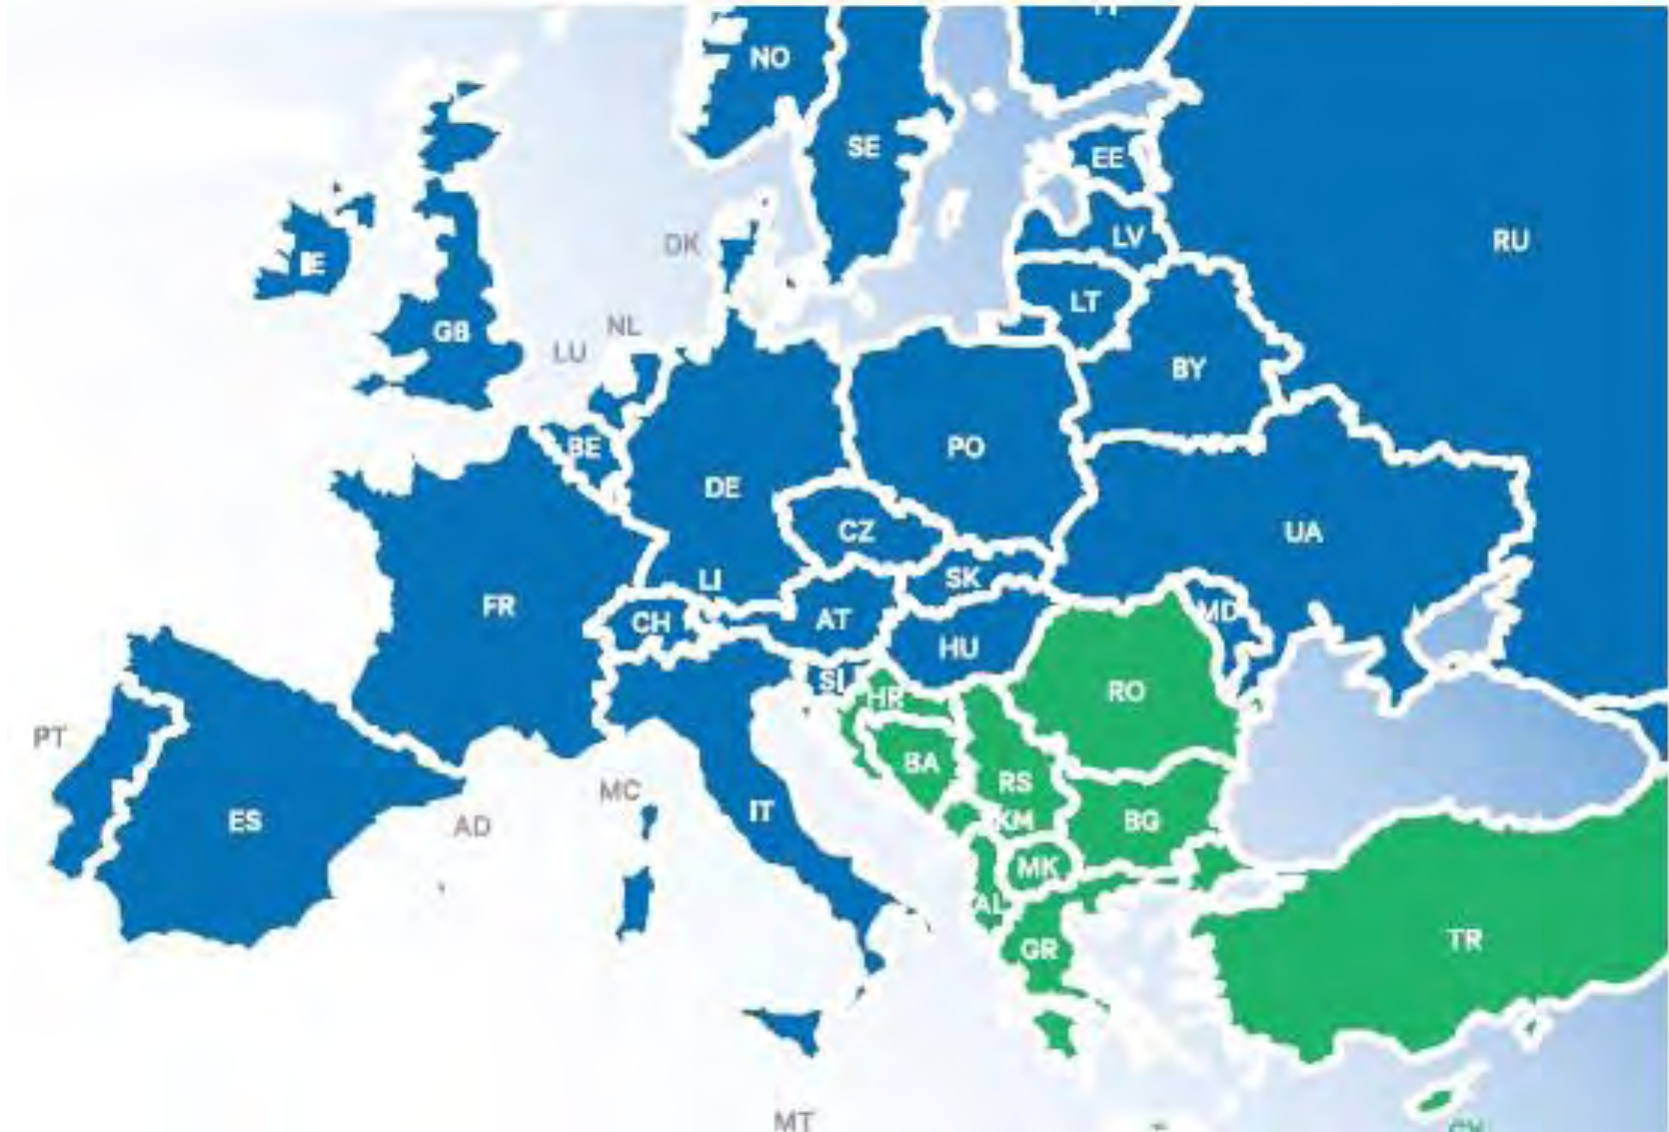 NO
SE
EE
LV
RU
DK
LT
IE
GB
NL
LU
BY
BE
PO
DE
CZ
UA
LI
SK
FR
CH
AT
MD
HU
SI
HR
RO
PT
BA
RS
MC
ES
IT
AD
KM
BG
MK
AL
GR
TR
MT